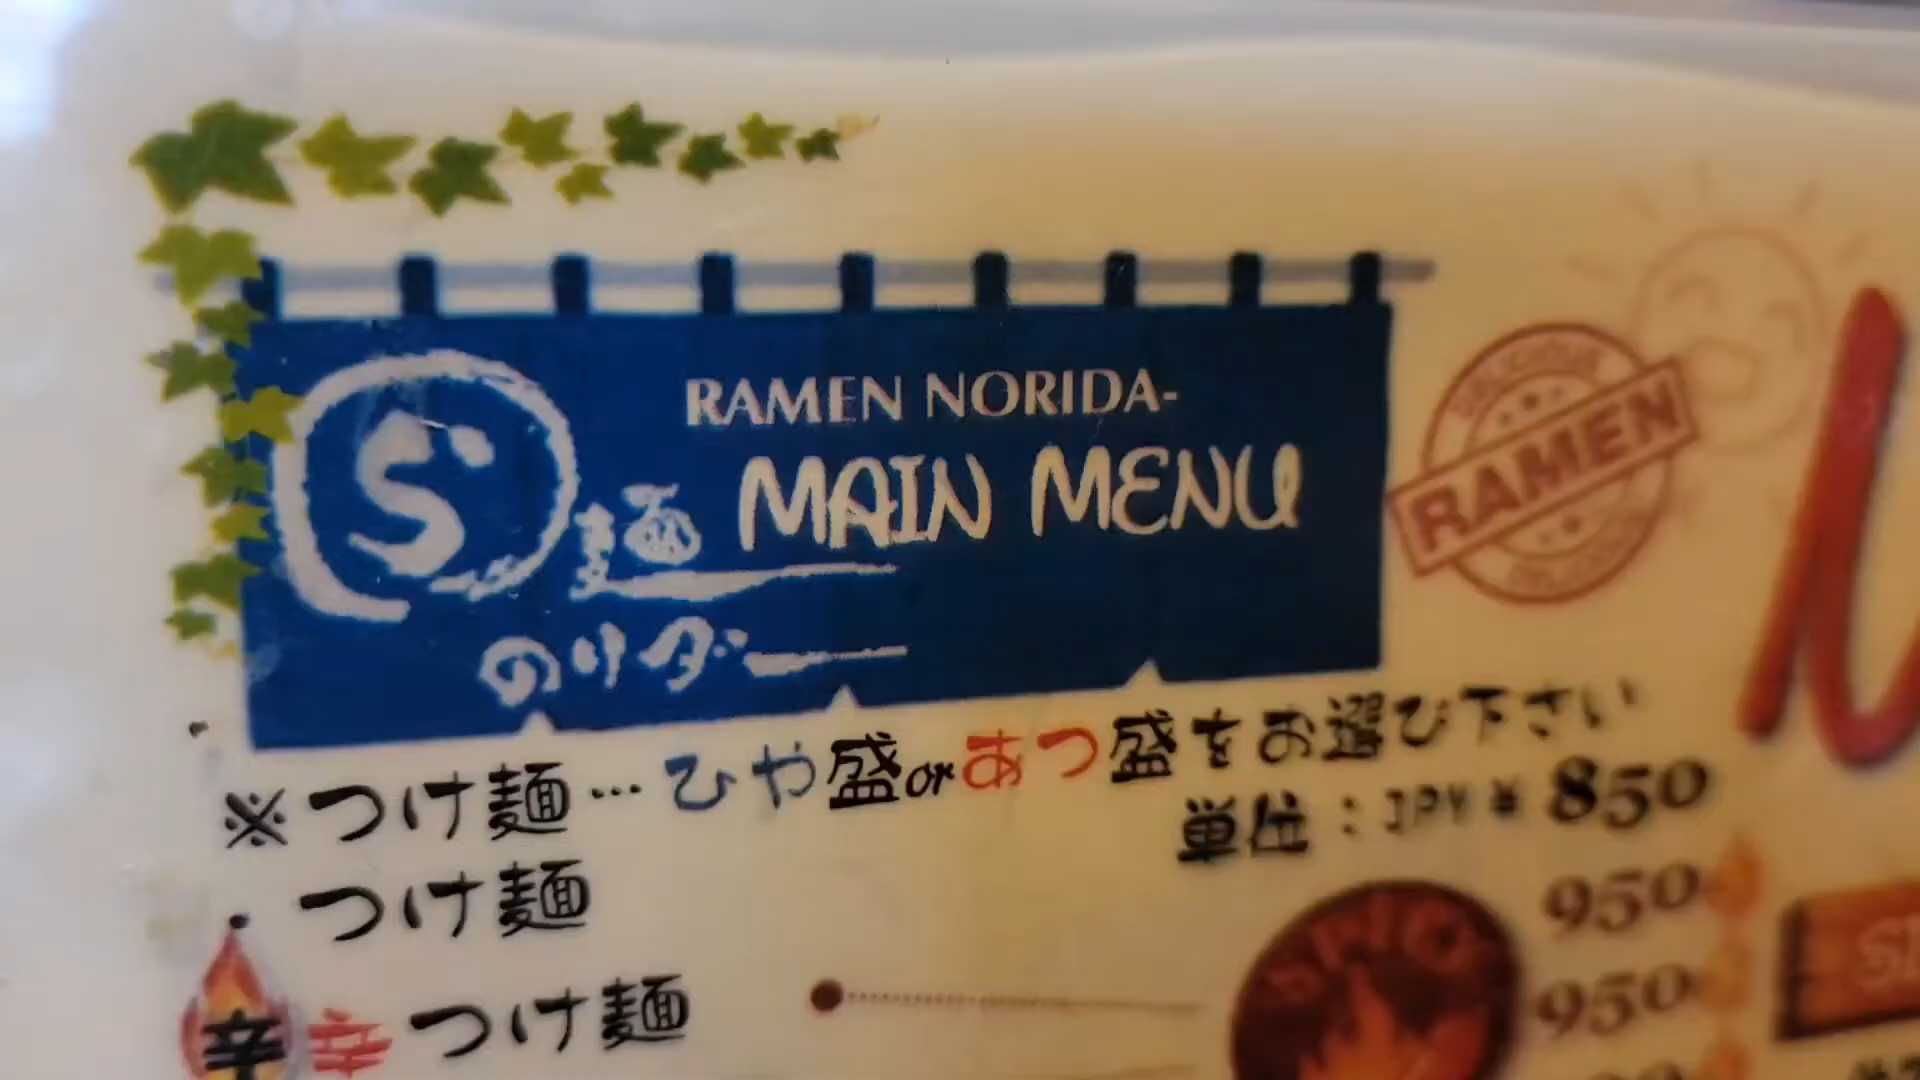 RAMEN NORIDA-
MAIN MENU
ら
麺
のりダー
RAMEN
※つけ麺…ひや盛orあつ盛をお選び下さい
単位：JPY ¥ 850
つけ麺
950
辛辛つけ麺
SPICY
950